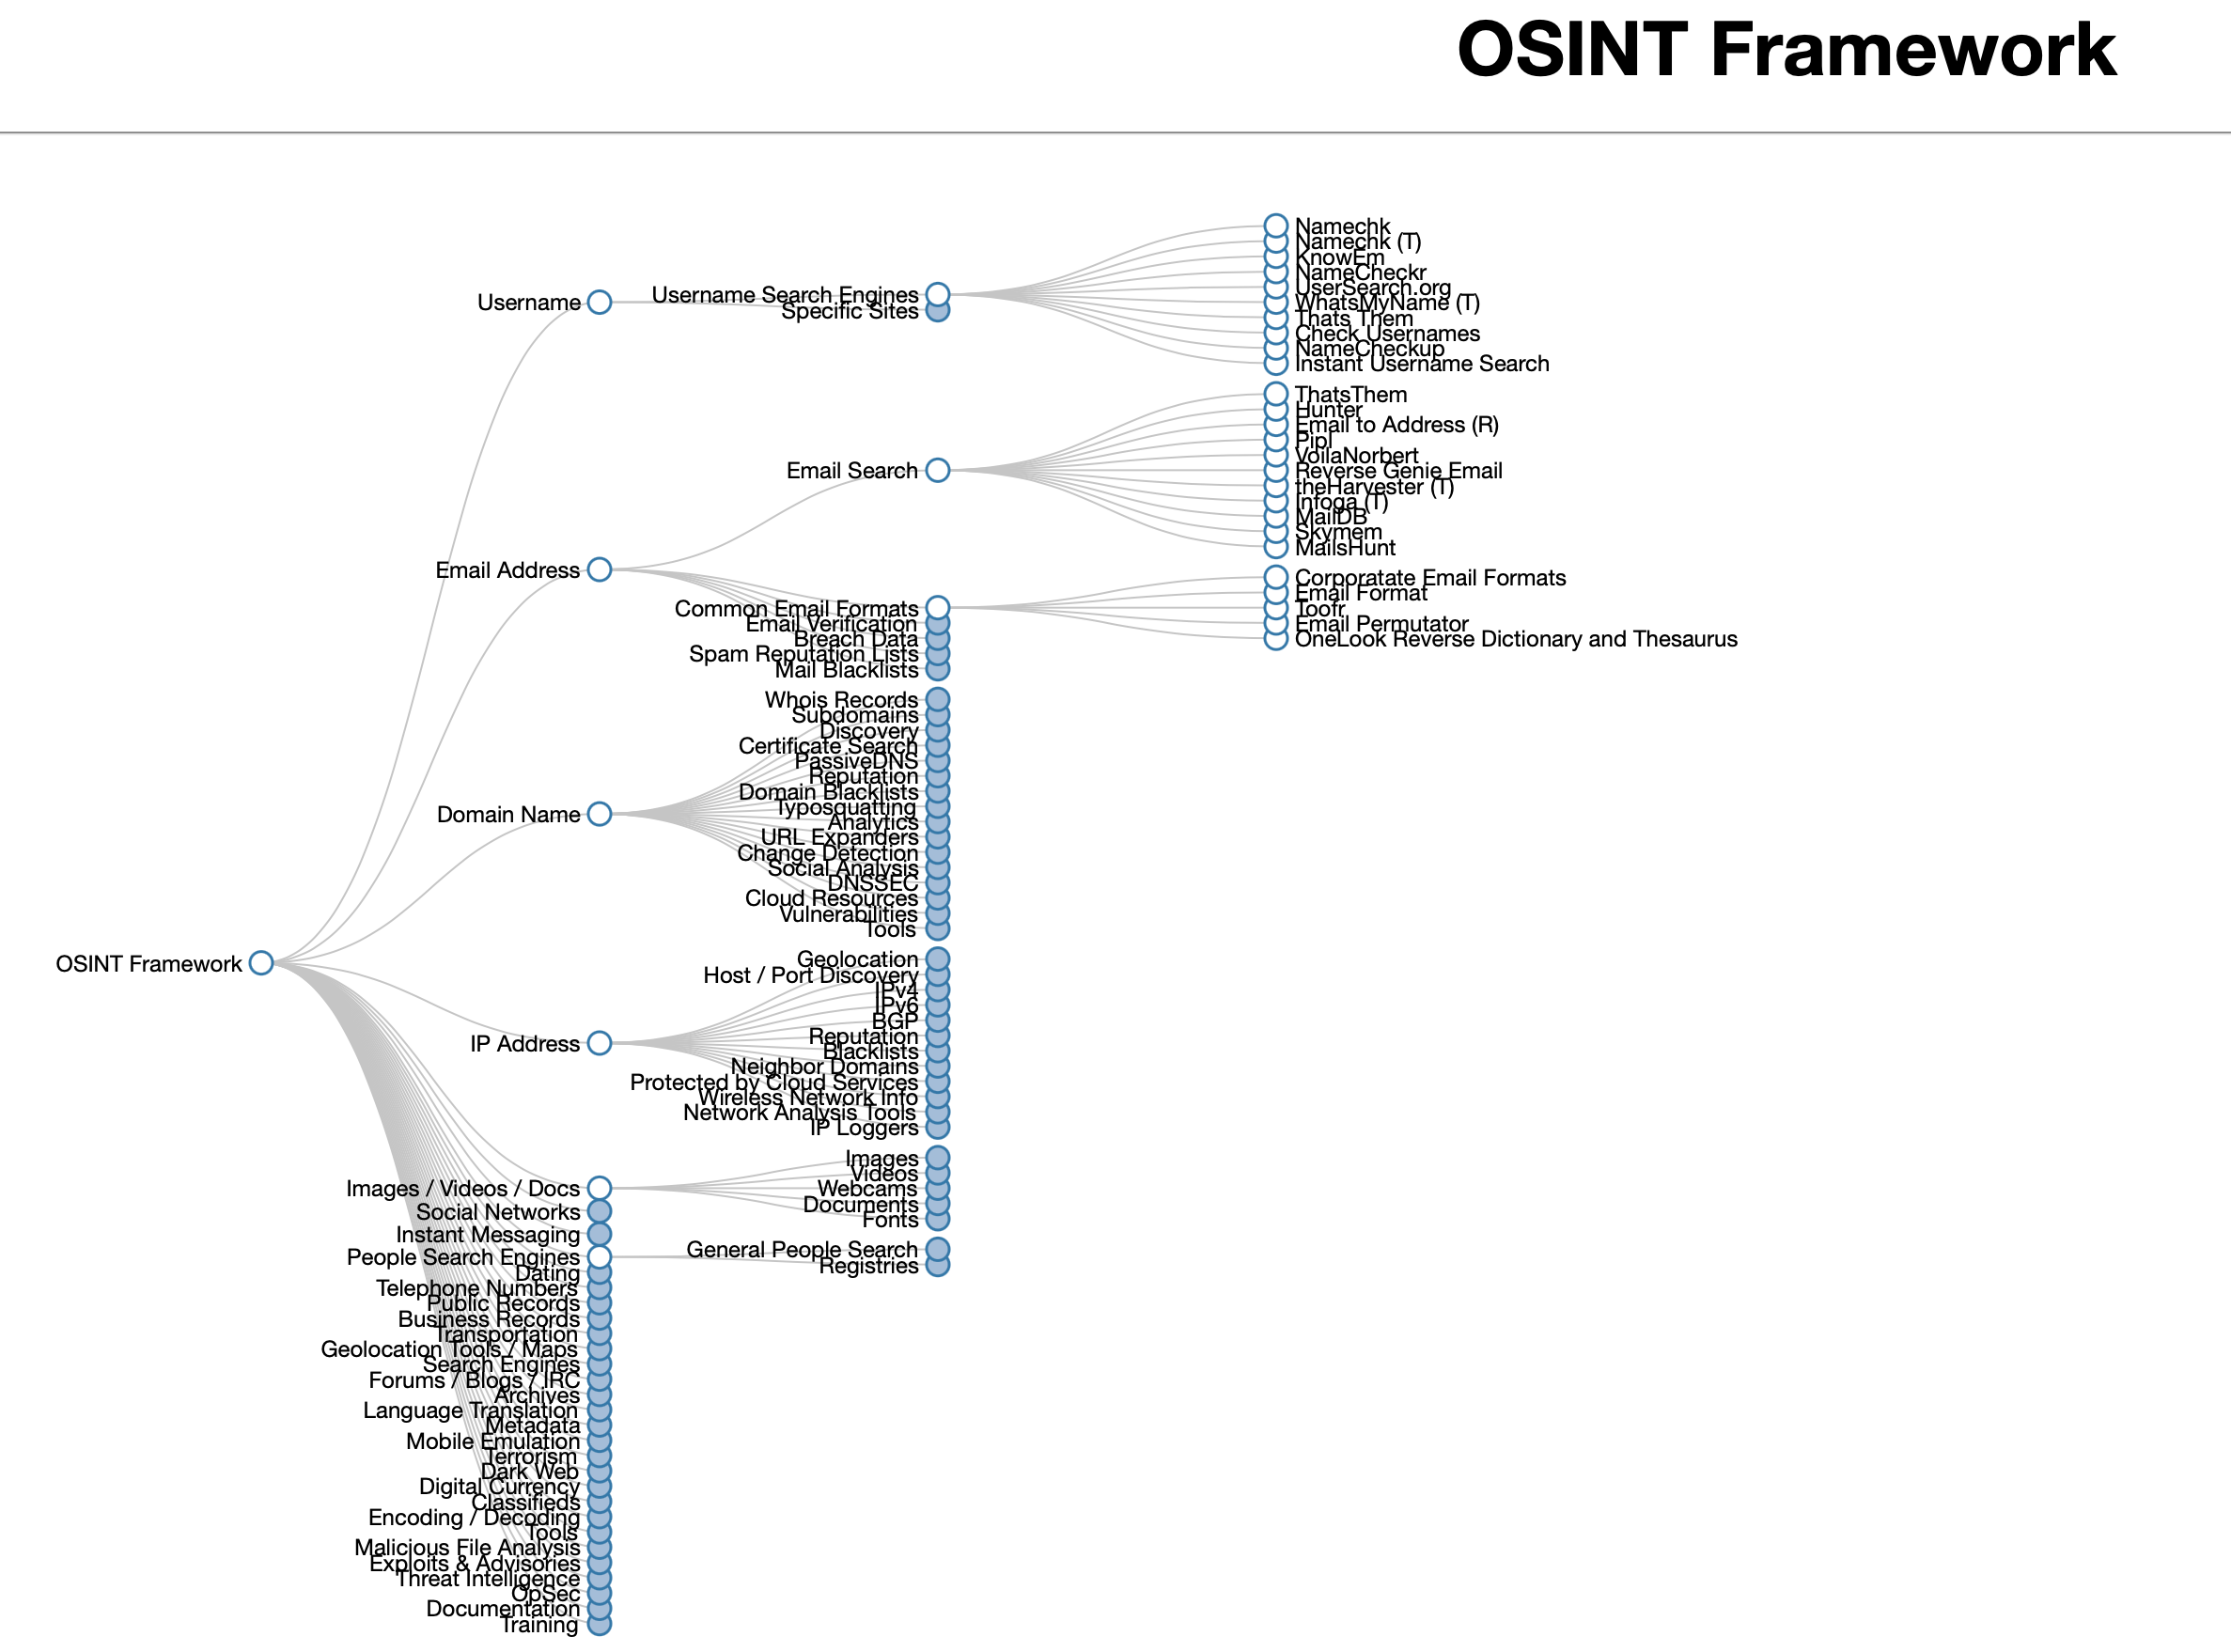 OSINT Framework
OSINT Framework
Username
Username Search Engines
Namechk
Namechk (T)
KnowEm
NameCheckr
UserSearch.org
WhatsMyName (T)
Thats Them
Check Usernames
NameCheckup
Instant Username Search
Specific Sites
Email Address
Email Search
ThatsThem
Hunter
Email to Address (R)
Pipl
VoilaNorbert
Reverse Genie Email
theHarvester (T)
Infoga (T)
MailDB
Skymem
MailsHunt
Common Email Formats
Corporatate Email Formats
Email Format
Toofr
Email Permutator
OneLook Reverse Dictionary and Thesaurus
Email Verification
Breach Data
Spam Reputation Lists
Mail Blacklists
Domain Name
Whois Records
Subdomains
Discovery
Certificate Search
PassiveDNS
Reputation
Domain Blacklists
Typosquatting
Analytics
URL Expanders
Change Detection
Social Analysis
DNSSEC
Cloud Resources
Vulnerabilities
Tools
IP Address
Geolocation
Host / Port Discovery
IPv4
IPv6
BGP
Reputation
Blacklists
Neighbor Domains
Protected by Cloud Services
Wireless Network Info
Network Analysis Tools
IP Loggers
Images / Videos / Docs
Images
Videos
Webcams
Documents
Fonts
Social Networks
Instant Messaging
People Search Engines
General People Search
Registries
Dating
Telephone Numbers
Public Records
Business Records
Transportation
Geolocation Tools / Maps
Search Engines
Forums / Blogs / IRC
Archives
Language Translation
Metadata
Mobile Emulation
Terrorism
Dark Web
Digital Currency
Classifieds
Encoding / Decoding
Tools
Malicious File Analysis
Exploits & Advisories
Threat Intelligence
OpSec
Documentation
Training